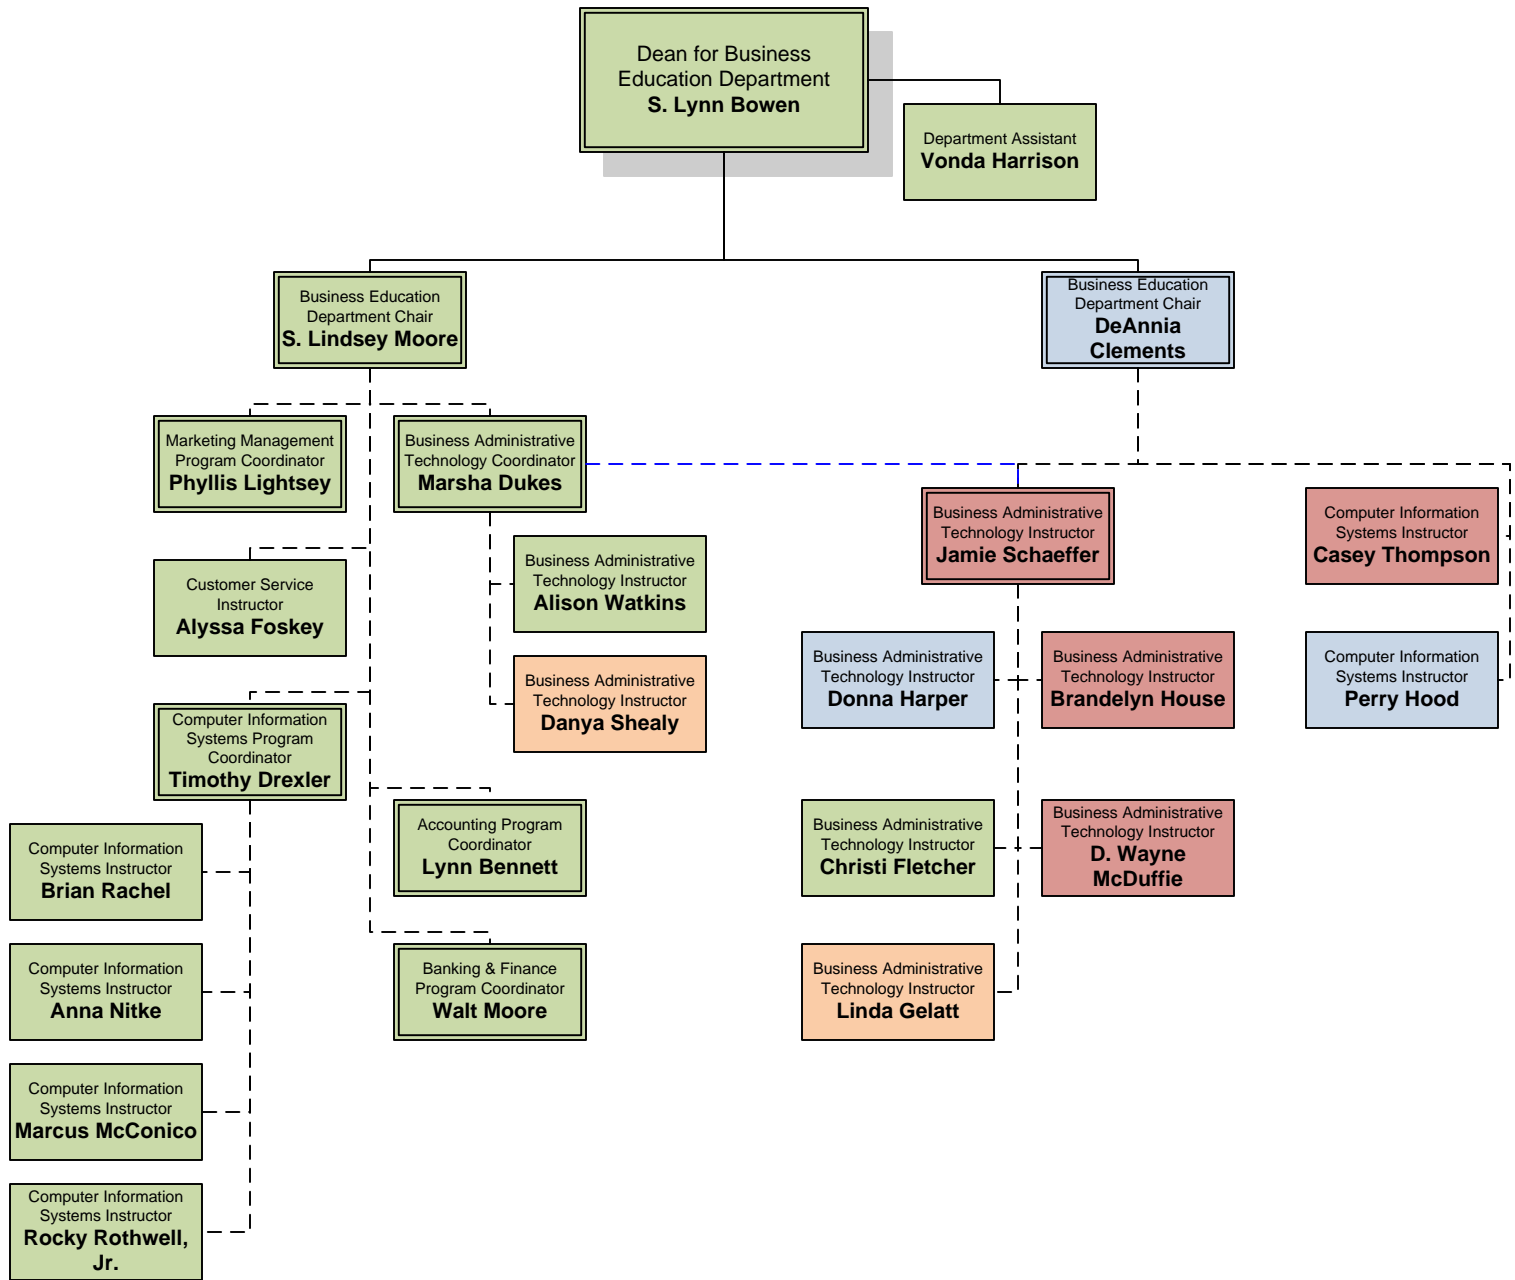 Dean for Business
Education Department
S. Lynn Bowen
Department Assistant
Vonda Harrison
Business Education
Department Chair
S. Lindsey Moore
Business Education
Department Chair
DeAnnia
Clements
Marketing Management
Program Coordinator
Phyllis Lightsey
Business Administrative
Technology Coordinator
Marsha Dukes
Business Administrative
Technology Instructor
Jamie Schaeffer
Computer Information
Systems Instructor
Casey Thompson
Customer Service
Instructor
Alyssa Foskey
Business Administrative
Technology Instructor
Alison Watkins
Business Administrative
Technology Instructor
Danya Shealy
Business Administrative
Technology Instructor
Donna Harper
Business Administrative
Technology Instructor
Brandelyn House
Computer Information
Systems Instructor
Perry Hood
Computer Information
Systems Program
Coordinator
Timothy Drexler
Accounting Program
Coordinator
Lynn Bennett
Business Administrative
Technology Instructor
Christi Fletcher
Business Administrative
Technology Instructor
D. Wayne
McDuffie
Computer Information
Systems Instructor
Brian Rachel
Computer Information
Systems Instructor
Anna Nitke
Banking & Finance
Program Coordinator
Walt Moore
Business Administrative
Technology Instructor
Linda Gelatt
Computer Information
Systems Instructor
Marcus McConico
Computer Information
Systems Instructor
Rocky Rothwell,
Jr.